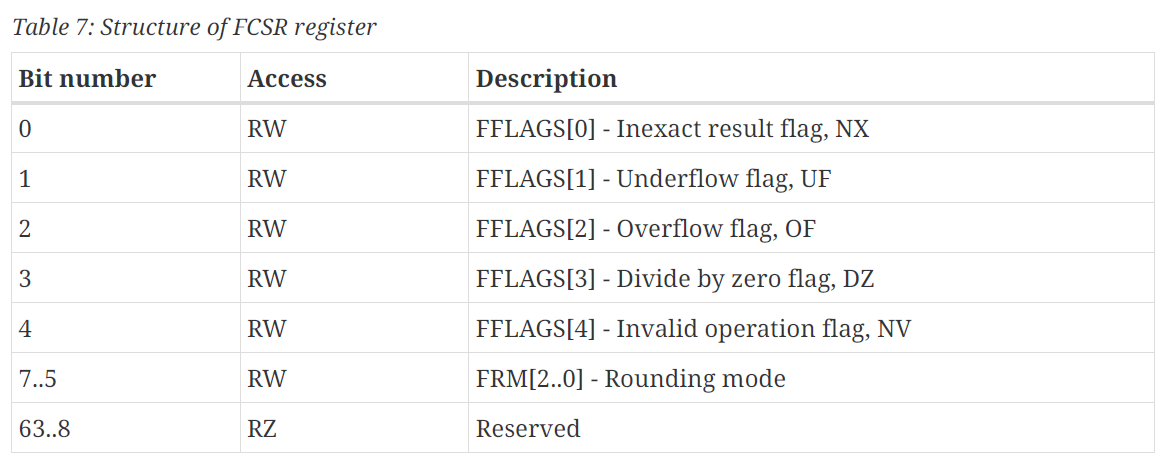 Table 7: Structure of FCSR register
Bit number Access Description
0 RW FFLAGS[0] - Inexact result flag, NX
1 RW FFLAGS[1] - Underflow flag, UF
2 RW FFLAGS[2] - Overflow flag, OF
3 RW FFLAGS[3] - Divide by zero flag, DZ
4 RW FFLAGS[4] - Invalid operation flag, NV
7..5 RW FRM[2..0] - Rounding mode
63..8 RZ Reserved